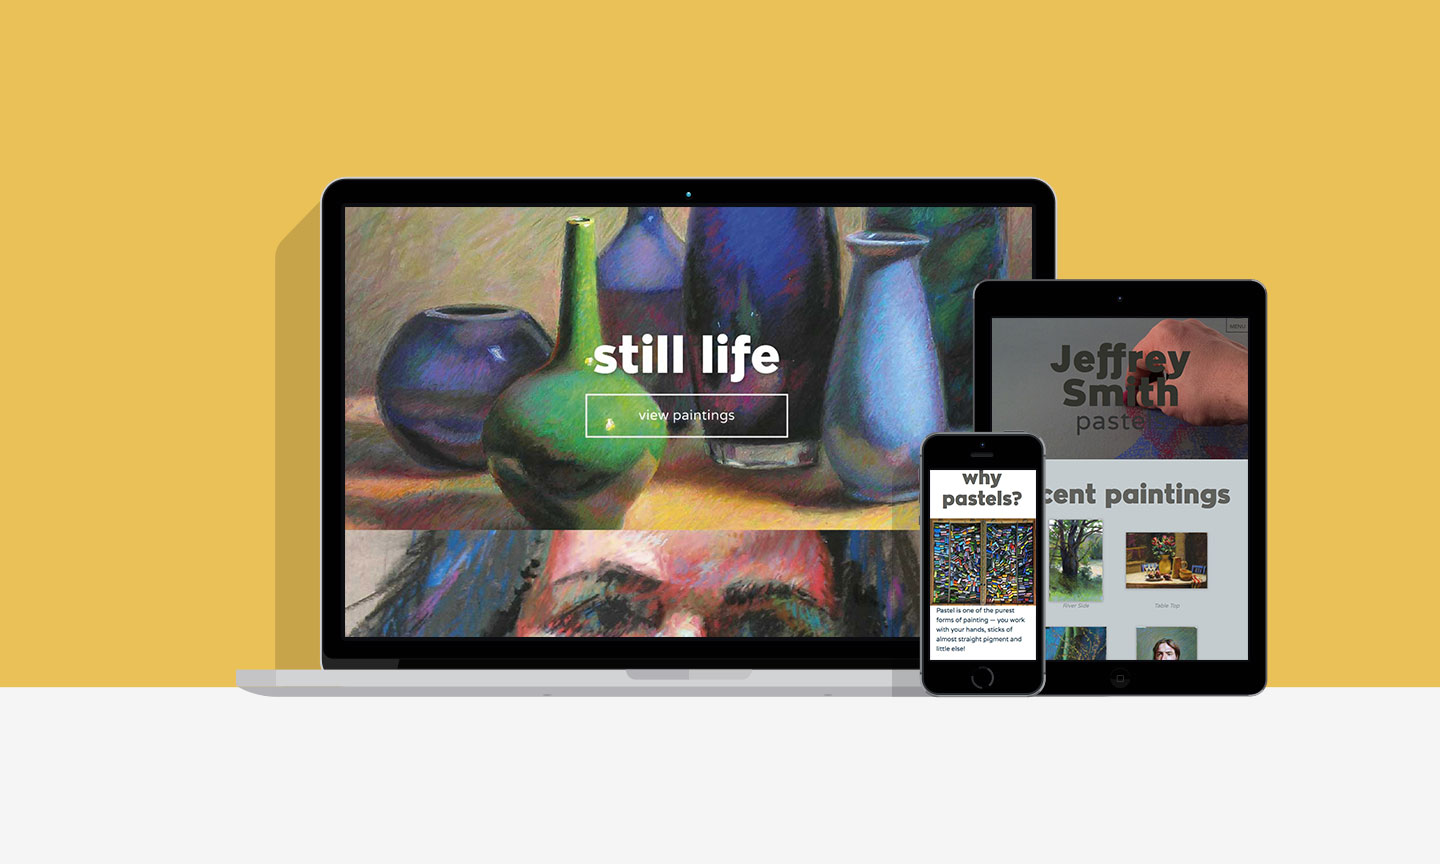 still life
view paintings
MENU
Jeffrey
Smith
paste
cent paintings
River Side
Table Top
why
pastels?
Pastel is one of the purest
forms of painting — you work
with your hands, sticks of
almost straight pigment and
little else!